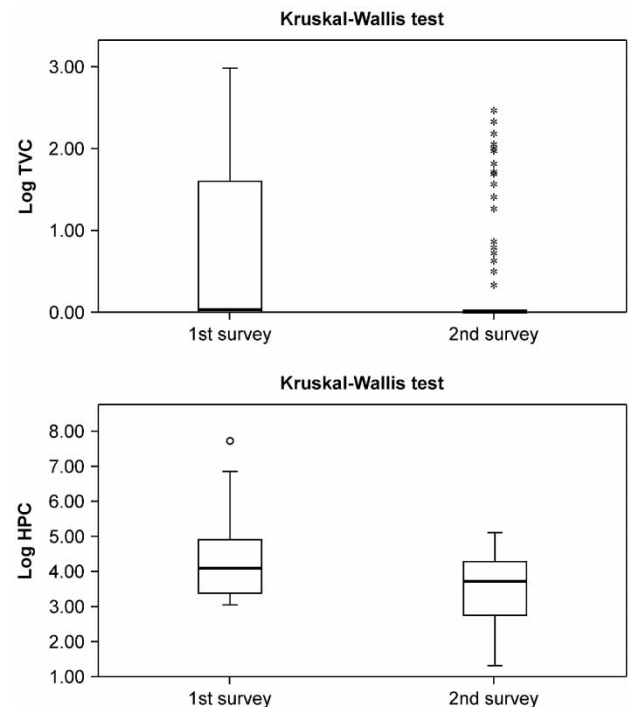 Kruskal-Wallis test
Log TVC
3.00
2.00
1.00
0.00
1st survey 2nd survey
Kruskal-Wallis test
Log HPC
8.00
7.00
6.00
5.00
4.00
3.00
2.00
1.00
1st survey 2nd survey